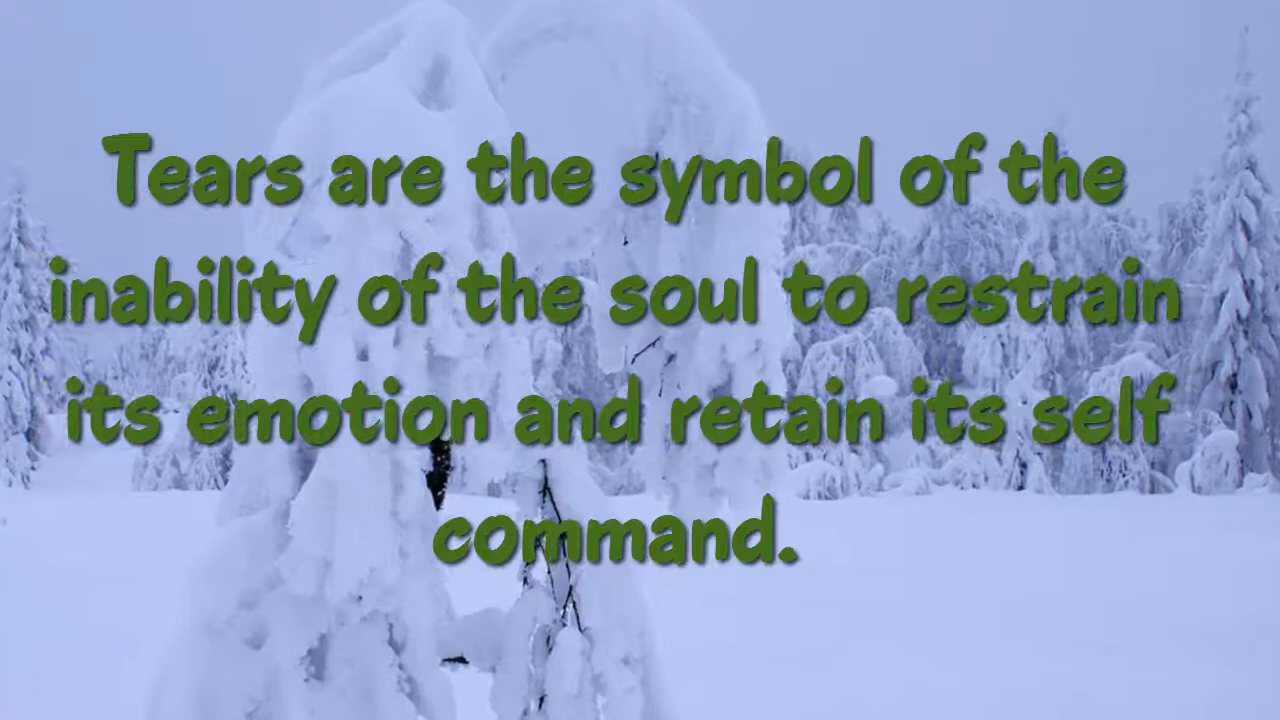 Tears are the symbol of the
inability of the soul to restrain
its emotion and retain its self
command.